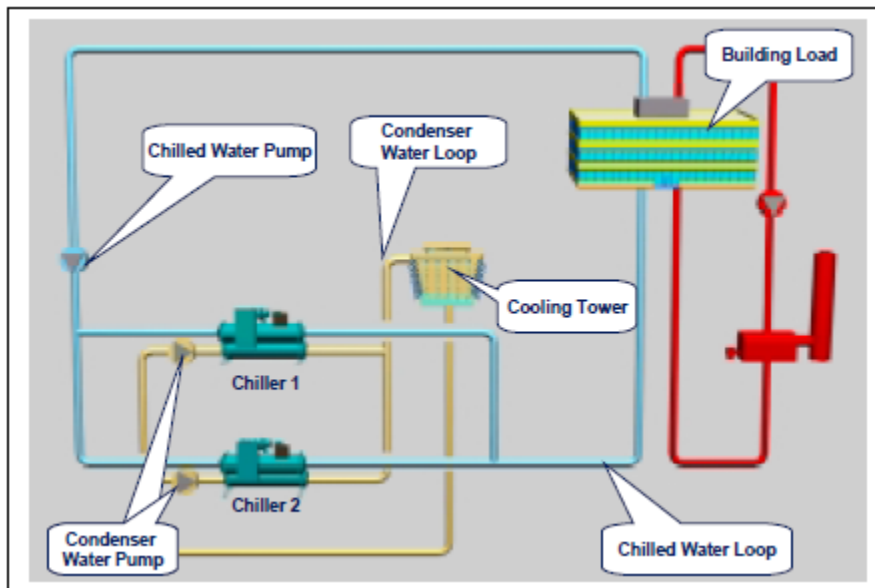 Building Load
Condenser
Water Loop
Chilled Water Pump
Cooling Tower
Chiller 1
Chiller 2
Condenser
Water Pump
Chilled Water Loop